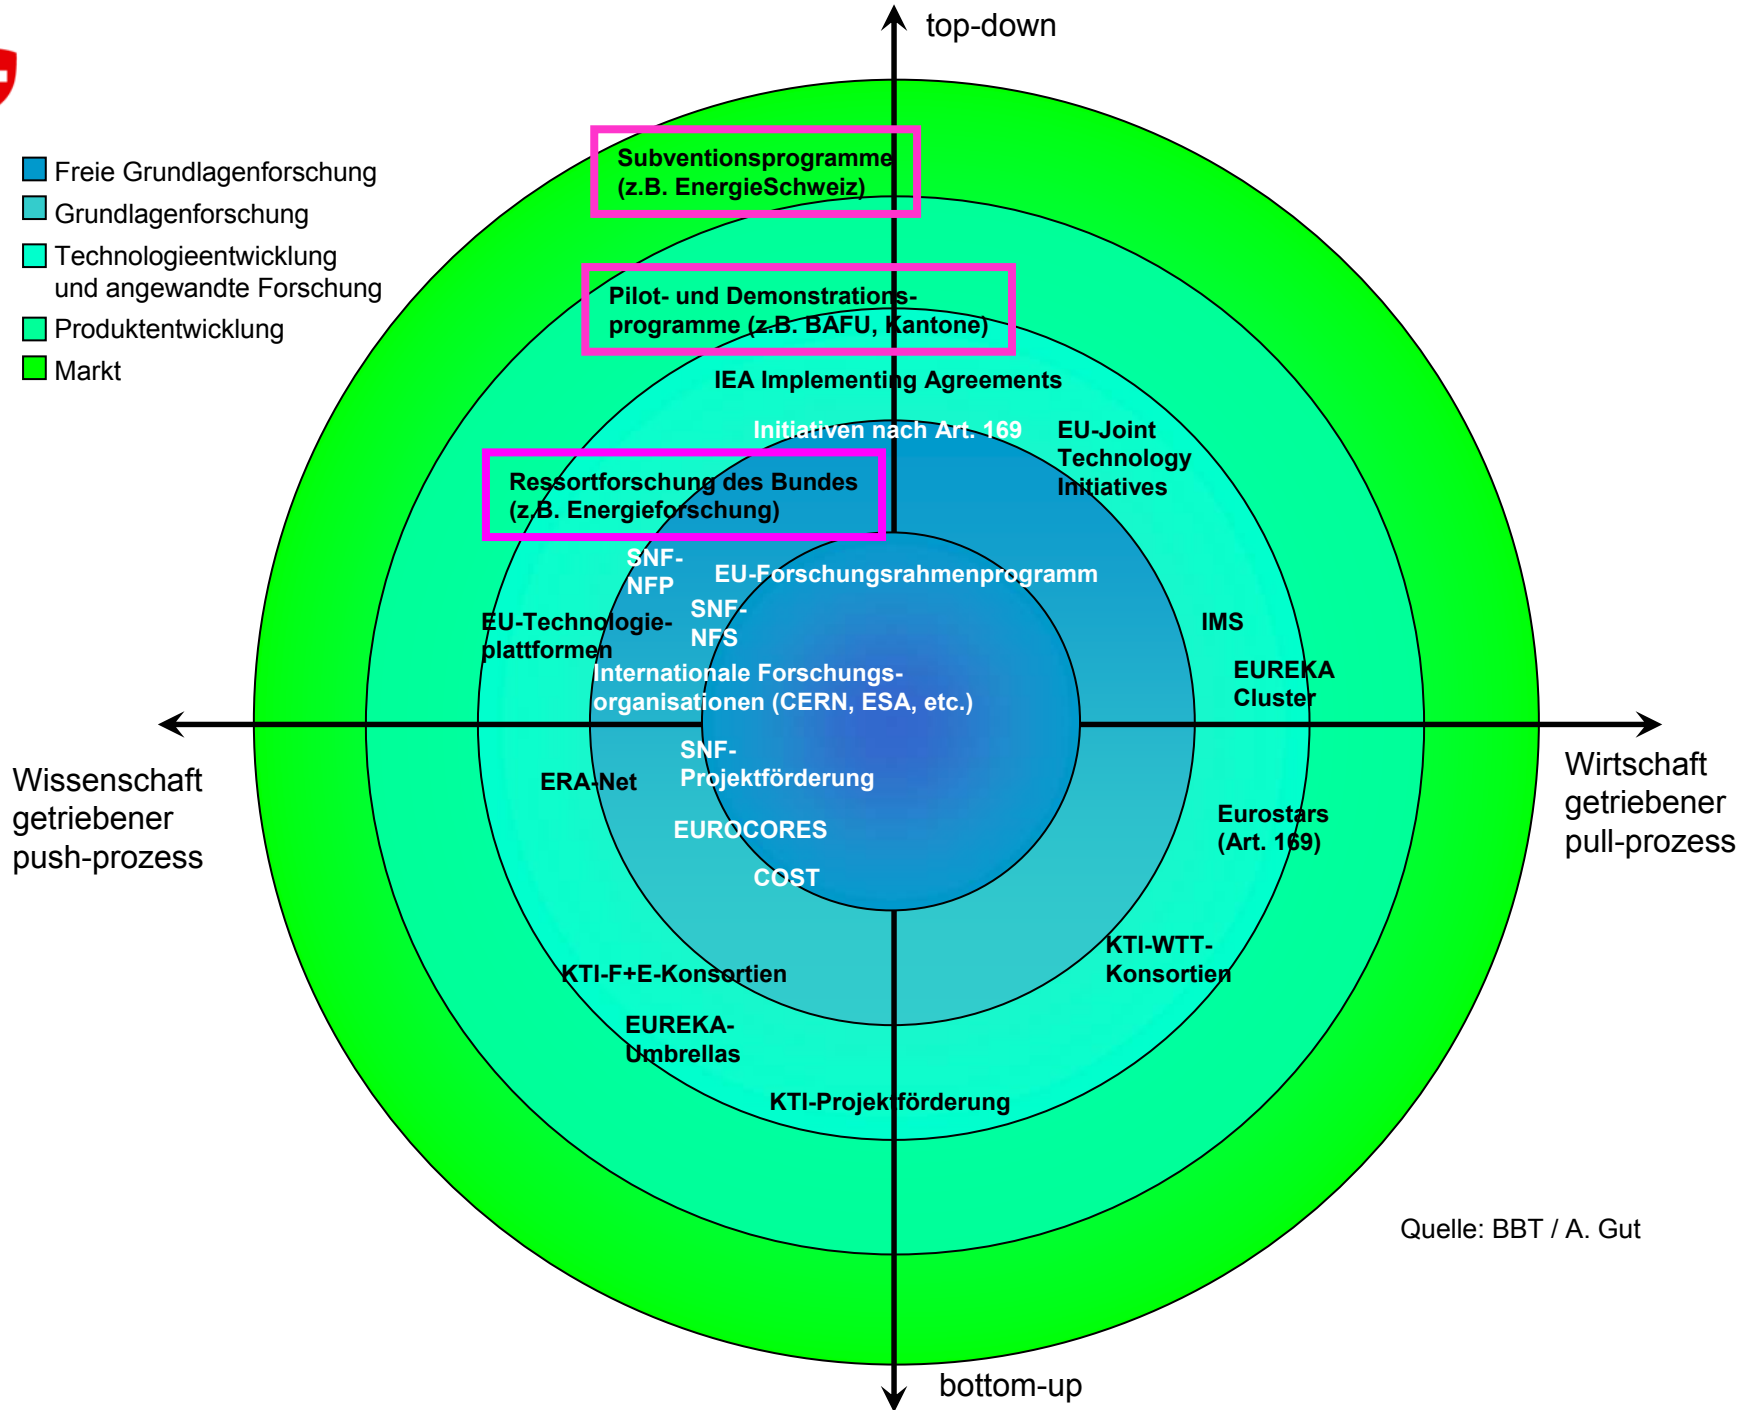 top-down
Freie Grundlagenforschung
Grundlagenforschung
Technologieentwicklung
und angewandte Forschung
Produktentwicklung
Markt
Subventionsprogramme
(z.B. EnergieSchweiz)
Pilot- und Demonstrations-
programme (z.B. BAFU, Kantone)
IEA Implementing Agreements
Initiativen nach Art. 169
EU-Joint
Technology
Initiatives
Ressortforschung des Bundes
(z.B. Energieforschung)
SNF-
NFP
EU-Forschungsrahmenprogramm
SNF-
NFS
EU-Technologie-
plattformen
IMS
Internationale Forschungs-
organisationen (CERN, ESA, etc.)
EUREKA
Cluster
Wissenschaft
getriebener
push-prozess
Wirtschaft
getriebener
pull-prozess
SNF-
Projektförderung
ERA-Net
EUROCORES
Eurostars
(Art. 169)
COST
KTI-WTT-
Konsortien
KTI-F+E-Konsortien
EUREKA-
Umbrellas
KTI-Projektförderung
Quelle: BBT / A. Gut
bottom-up